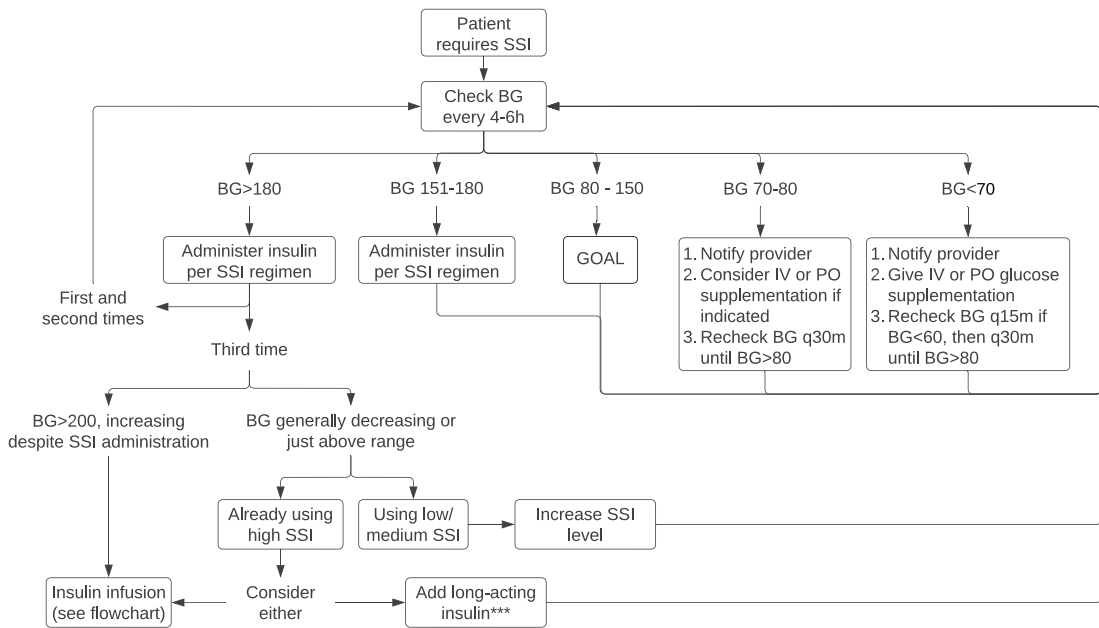 Patient
requires SSI
Check BG
every 4-6h
BG>180
BG 151-180
BG 80 - 150
BG 70-80
BG<70
Administer insulin
per SSI regimen
Administer insulin
per SSI regimen
GOAL
1. Notify provider
2. Consider IV or PO
supplementation if
indicated
3. Recheck BG q30m
until BG>80
1. Notify provider
2. Give IV or PO glucose
supplementation
3. Recheck BG q15m if
BG<60, then q30m
until BG>80
First and
second times
Third time
BG>200, increasing
despite SSI administration
BG generally decreasing or
just above range
Already using
high SSI
Using low/
medium SSI
Increase SSI
level
Insulin infusion
(see flowchart)
Consider
either
Add long-acting
insulin***